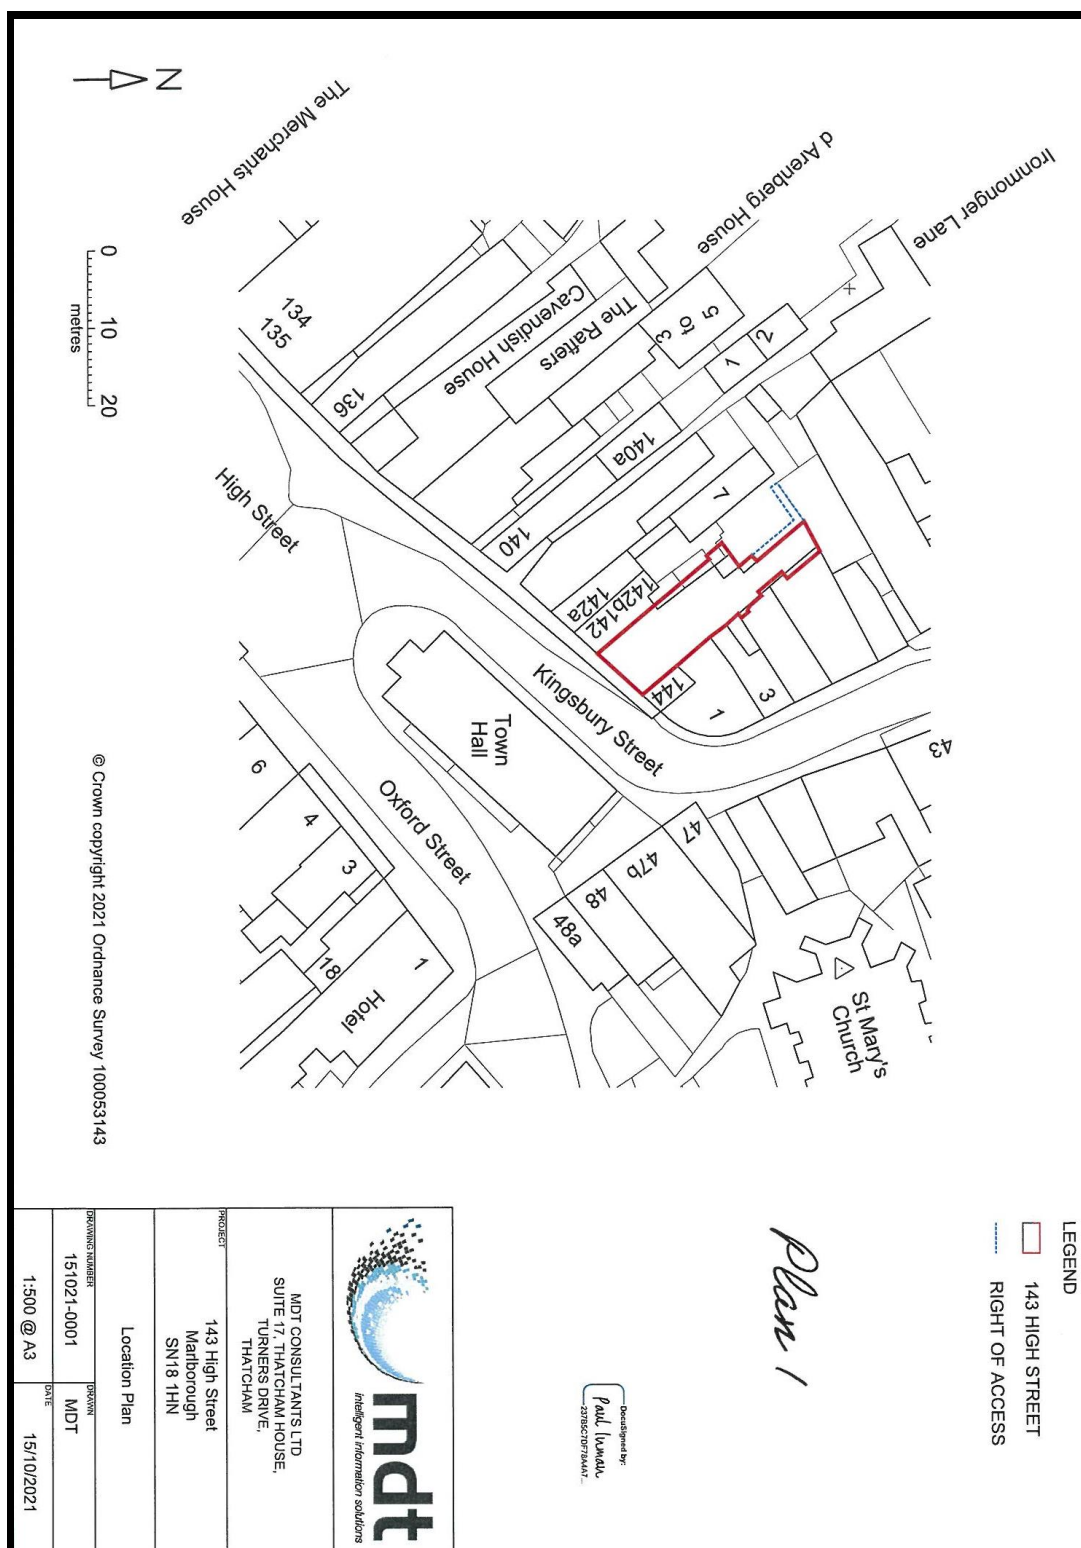 N
The Merchants House
d Arenberg House
Ironmonger Lane
0 10 20
metres
134
135
136
Cavendish House
The Rafters
3
to
5
1
2
140a
140
7
142a
142b
142
144
1
3
43
High Street
Kingsbury Street
Town
Hall
Oxford Street
47
47b
48
48a
6
4
3
18
1
Hotel
St Mary's
Church
© Crown copyright 2021 Ordnance Survey 100053143
LEGEND
143 HIGH STREET
RIGHT OF ACCESS
Plan 1
DocuSigned by:
Paul Inman
237B5C7DF78A4A7...
mdt
intelligent information solutions
MDT CONSULTANTS LTD
SUITE 17, THATCHAM HOUSE,
TURNERS DRIVE,
THATCHAM
PROJECT
143 High Street
Marlborough
SN18 1HN
Location Plan
DRAWING NUMBER
151021-0001
DRAWN
MDT
1:500 @ A3
DATE
15/10/2021